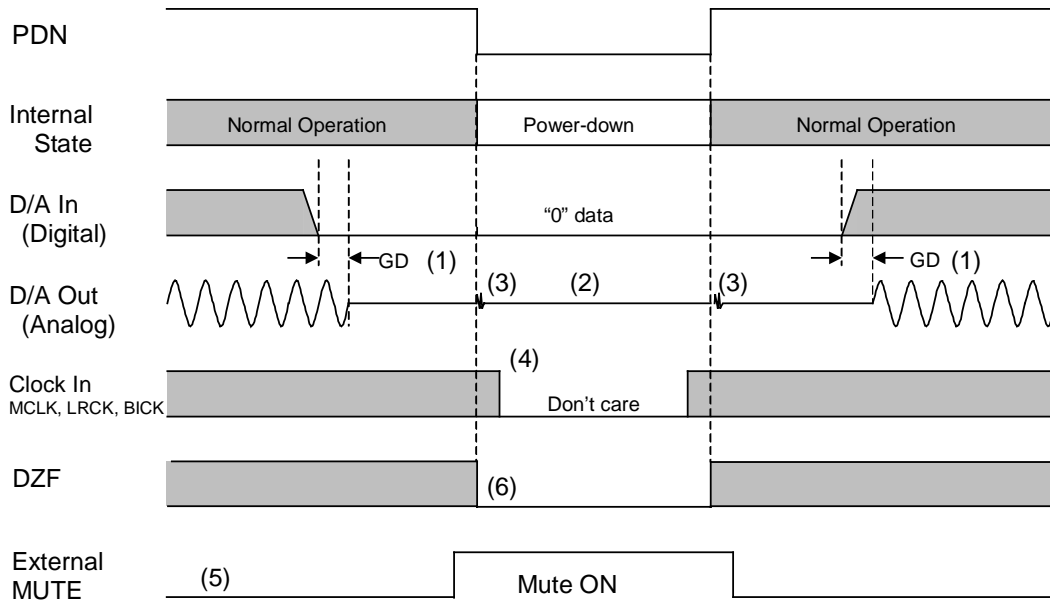 PDN
Internal
State
Normal Operation
Power-down
Normal Operation
D/A In
(Digital)
“0” data
GD
(1)
GD
(1)
D/A Out
(Analog)
(3)
(2)
(3)
(4)
Clock In
MCLK, LRCK, BICK
Don’t care
DZF
(6)
External
MUTE
(5)
Mute ON